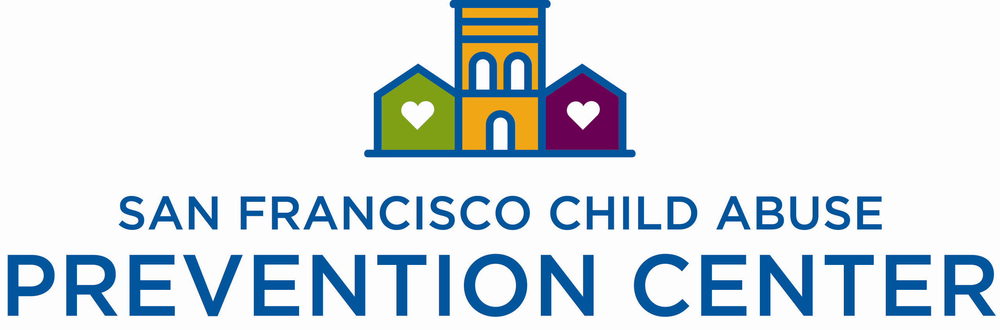 SAN FRANCISCO CHILD ABUSE
PREVENTION CENTER